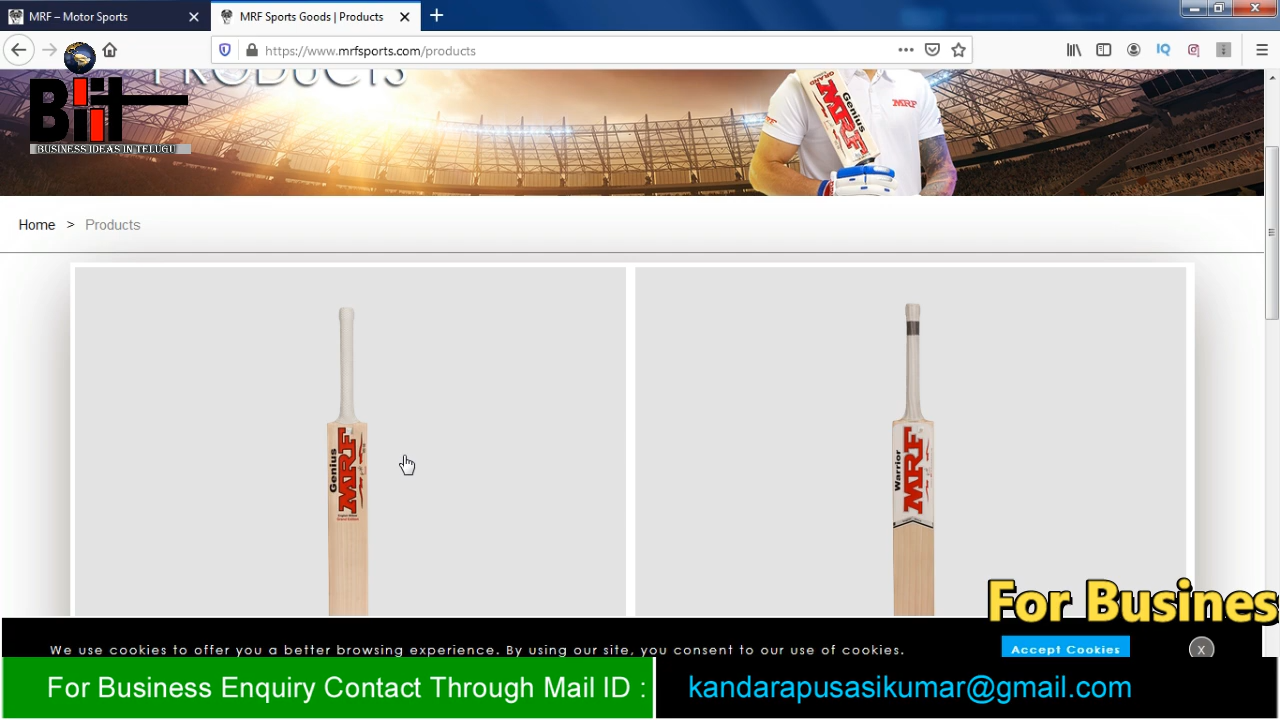 MRF – Motor Sports
MRF Sports Goods | Products
https://www.mrfsports.com/products
PRODUCTS
Biit
BUSINESS IDEAS IN TELUGU
Genius
MRF
MRF
Home > Products
Genius
MRF
Warrior
MRF
For Busines
We use cookies to offer you a better browsing experience. By using our site, you consent to our use of cookies.
Accept Cookies
X
For Business Enquiry Contact Through Mail ID :
kandarapusasikumar@gmail.com